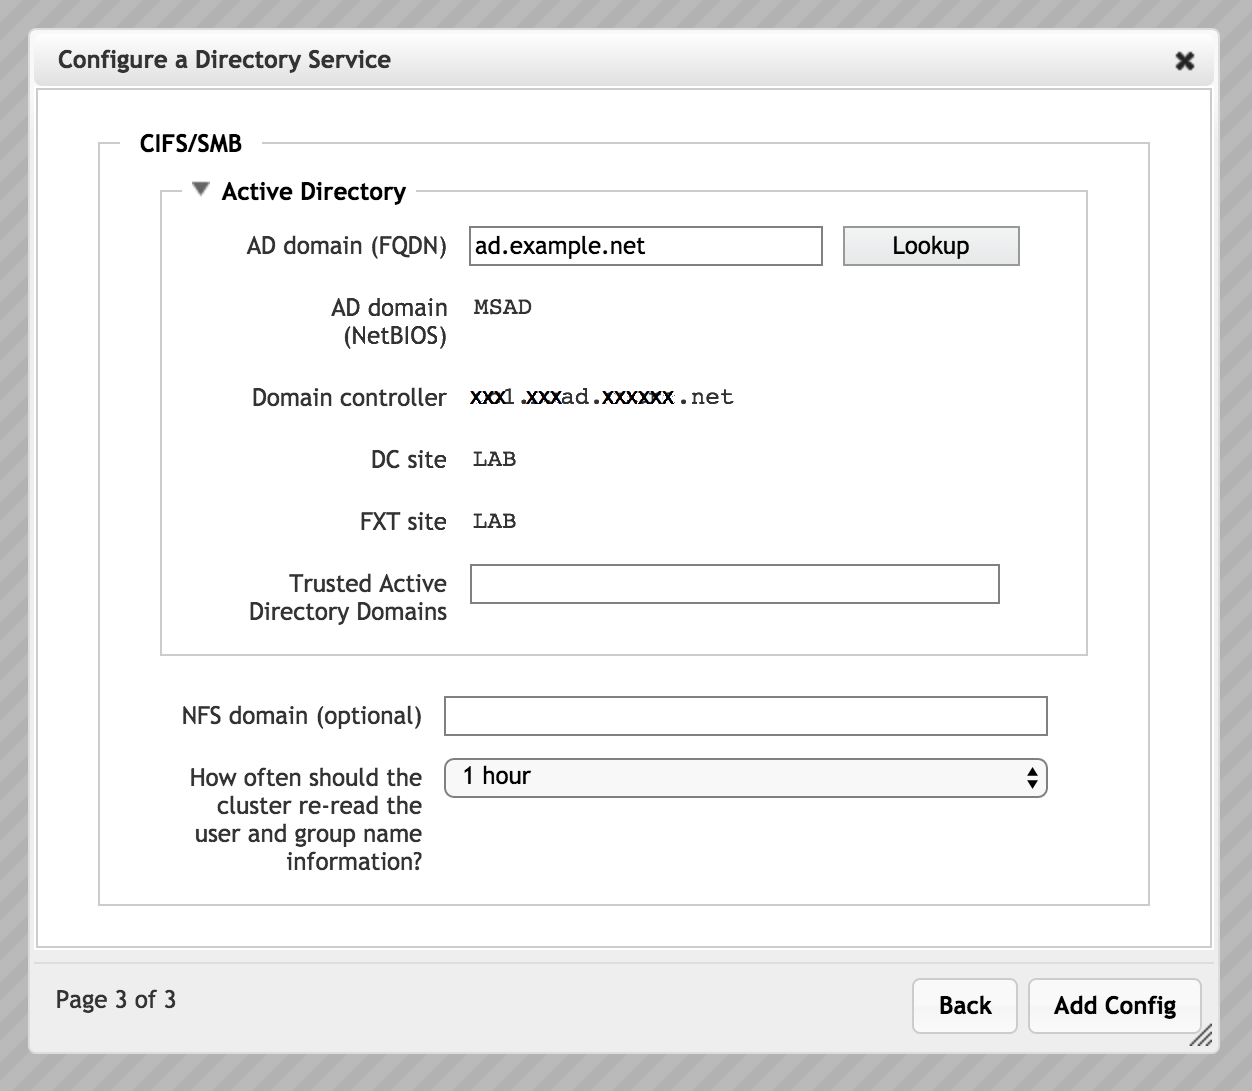 Configure a Directory Service
CIFS/SMB
Active Directory
AD domain (FQDN) ad.example.net Lookup
AD domain MSAD
(NetBIOS)
Domain controller xxx1.xxxad.xxxxxx.net
DC site LAB
FXT site LAB
Trusted Active
Directory Domains
NFS domain (optional)
How often should the 1 hour
cluster re-read the
user and group name
information?
Page 3 of 3 Back Add Config